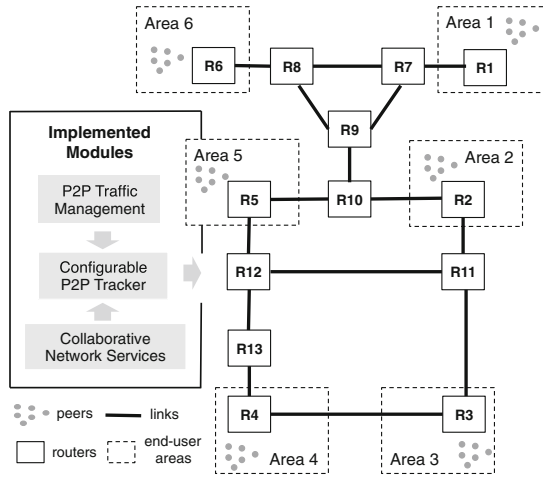 Area 6
Area 1
R6
R8
R7
R1
Implemented
Modules
R9
Area 5
Area 2
P2P Traffic
Management
R5
R10
R2
Configurable
P2P Tracker
R12
R11
Collaborative
Network Services
R13
R4
R3
Area 4
Area 3
peers
links
routers
end-user
areas